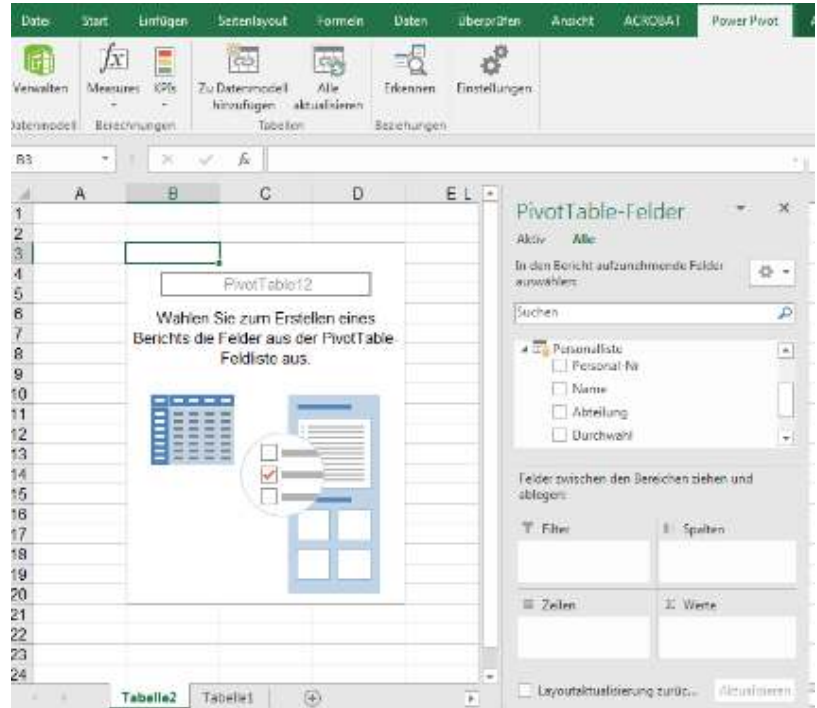 Datei Start Einfügen Seitenlayout Formeln Daten Überprüfen Ansicht ACROBAT Power Pivot
Verwalten Measures KPIs Zu Datenmodell hinzufügen Alle aktualisieren Erkennen Einstellungen
Datenmodell Berechnungen Tabellen Beziehungen
B3 fx
A B C D E L
1
2
3
4
5
6
7
8
9
10
11
12
13
14
15
16
17
18
19
20
21
22
23
24
PivotTable12
Wählen Sie zum Erstellen eines
Berichts die Felder aus der PivotTable
Feldliste aus.
Tabelle2 Tabelle1
PivotTable-Felder
Aktiv Alle
In den Bericht aufzunehmende Felder
auswählen:
Suchen
Personalliste
Personal-Nr
Name
Abteilung
Durchwahl
Felder zwischen den Bereichen ziehen und
ablegen:
Filter Spalten
Zeilen Σ Werte
Layoutaktualisierung zurüc... Aktualisieren